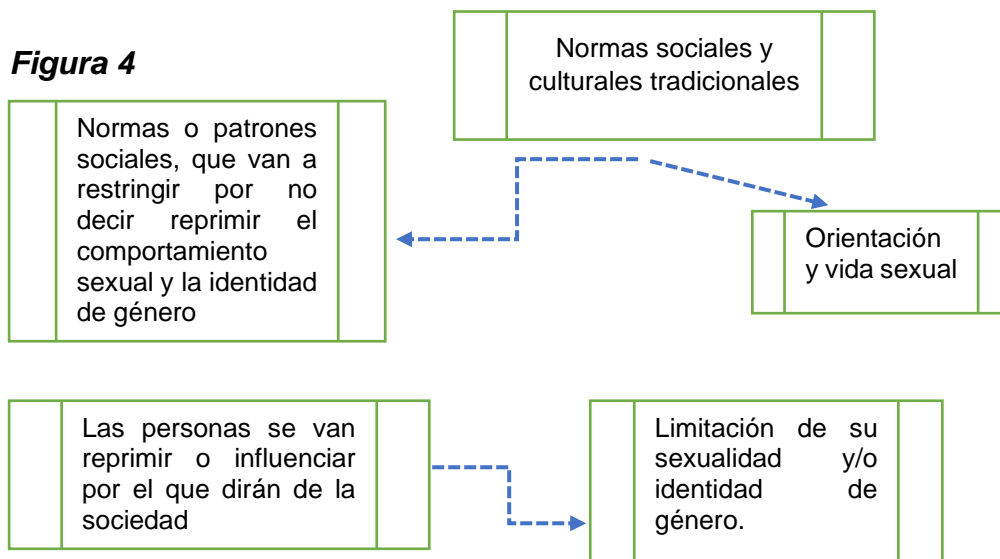 Figura 4
Normas sociales y
culturales tradicionales
Normas o patrones
sociales, que van a
restringir por no
decir reprimir el
comportamiento
sexual y la identidad
de género
Orientación
y vida sexual
Las personas se van
reprimir o influenciar
por el que dirán de la
sociedad
Limitación de su
sexualidad y/o
identidad de
género.